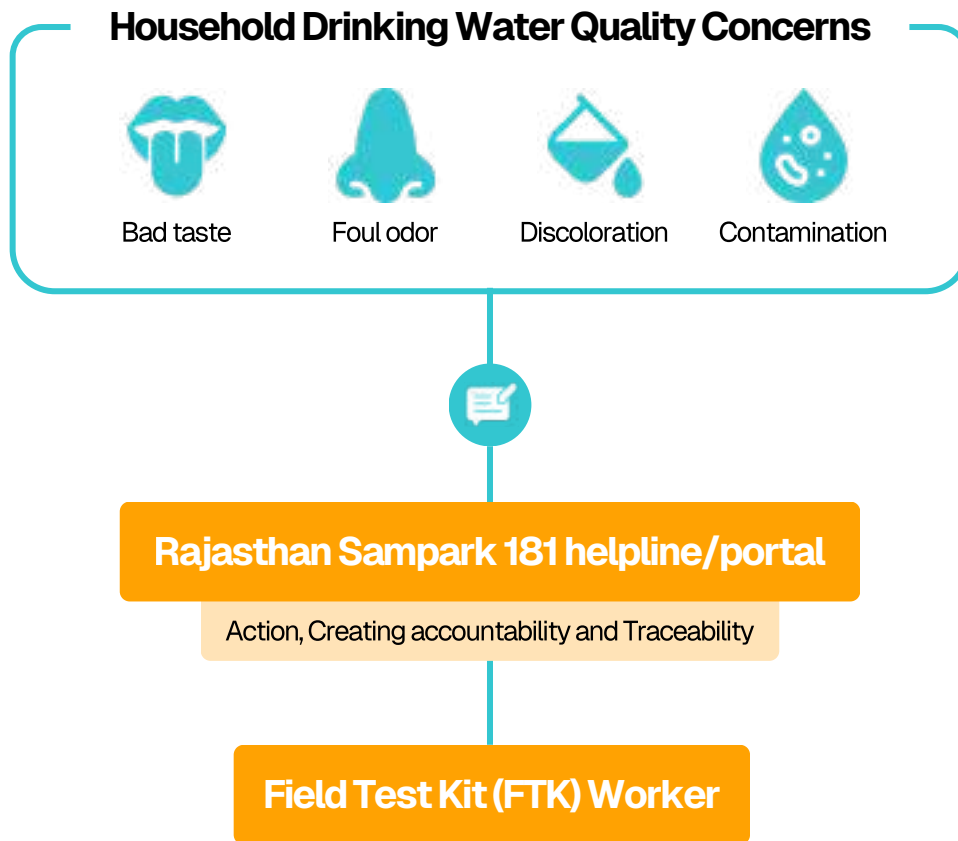 Household Drinking Water Quality Concerns
Bad taste
Foul odor
Discoloration
Contamination
Rajasthan Sampark 181 helpline/portal
Action, Creating accountability and Traceability
Field Test Kit (FTK) Worker